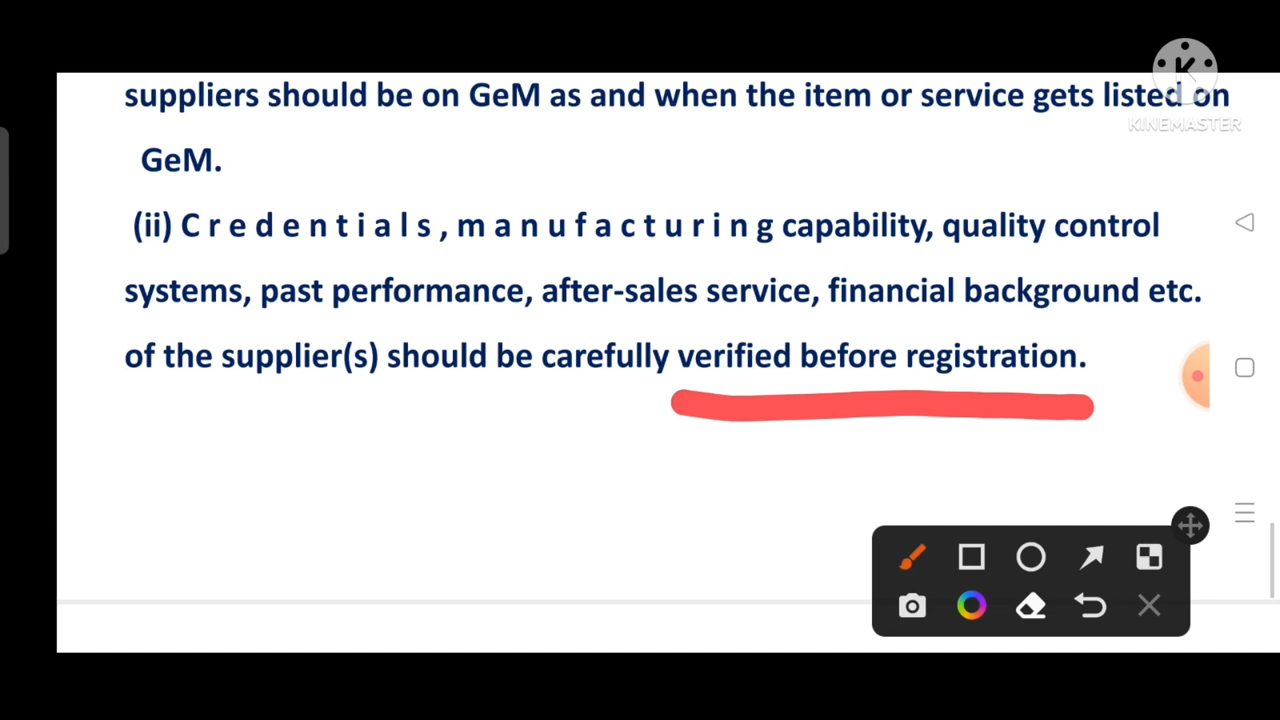 suppliers should be on GeM as and when the item or service gets listed on
GeM.
(ii) C r e d e n t i a l s , m a n u f a c t u r i n g capability, quality control
systems, past performance, after-sales service, financial background etc.
of the supplier(s) should be carefully verified before registration.
K
KINEMASTER